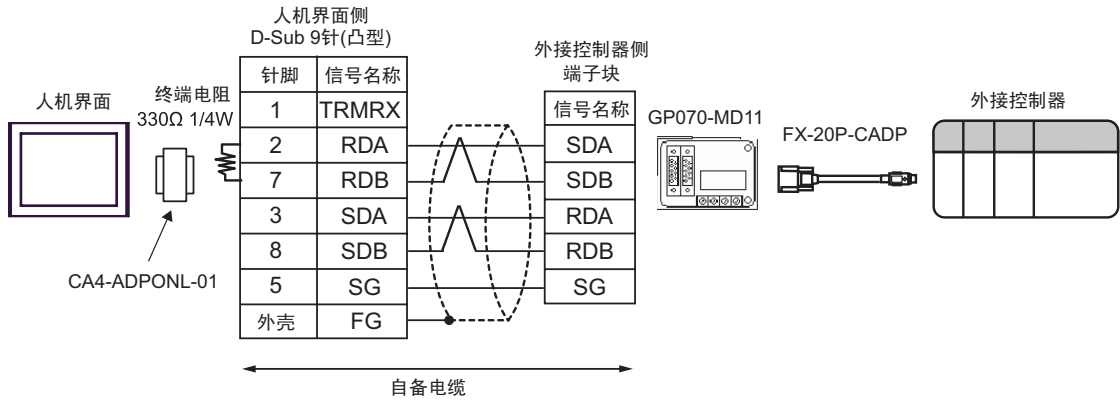 人机界面
终端电阻
330Ω 1/4W
CA4-ADPONL-01
人机界面侧
D-Sub 9针(凸型)
针脚 信号名称
1 TRMRX
2 RDA
7 RDB
3 SDA
8 SDB
5 SG
外壳 FG
外接控制器侧
端子块
信号名称
SDA
SDB
RDA
RDB
SG
GP070-MD11
FX-20P-CADP
外接控制器
自备电缆